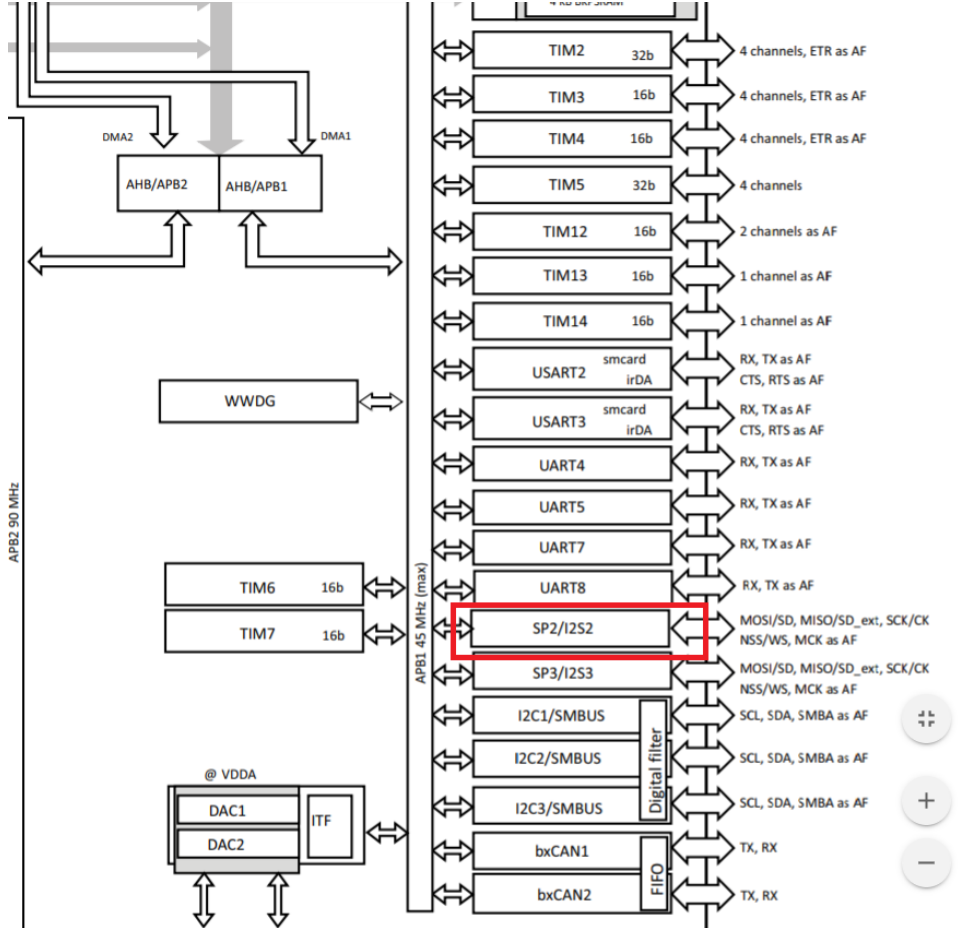 4 KB BKPSRAM
TIM2 32b 4 channels, ETR as AF
TIM3 16b 4 channels, ETR as AF
DMA2 DMA1 TIM4 16b 4 channels, ETR as AF
AHB/APB2 AHB/APB1 TIM5 32b 4 channels
TIM12 16b 2 channels as AF
TIM13 16b 1 channel as AF
TIM14 16b 1 channel as AF
USART2 smcard irDA RX, TX as AF
CTS, RTS as AF
WWDG USART3 smcard irDA RX, TX as AF
CTS, RTS as AF
UART4 RX, TX as AF
APB2 90 MHz
UART5 RX, TX as AF
UART7 RX, TX as AF
TIM6 16b UART8 RX, TX as AF
APB1 45 MHz (max)
TIM7 16b SP2/I2S2 MOSI/SD, MISO/SD_ext, SCK/CK
NSS/WS, MCK as AF
SP3/I2S3 MOSI/SD, MISO/SD_ext, SCK/CK
NSS/WS, MCK as AF
I2C1/SMBUS SCL, SDA, SMBA as AF
Digital filter
@ VDDA I2C2/SMBUS SCL, SDA, SMBA as AF
DAC1 ITF I2C3/SMBUS SCL, SDA, SMBA as AF
DAC2 bxCAN1 TX, RX
FIFO
bxCAN2 TX, RX